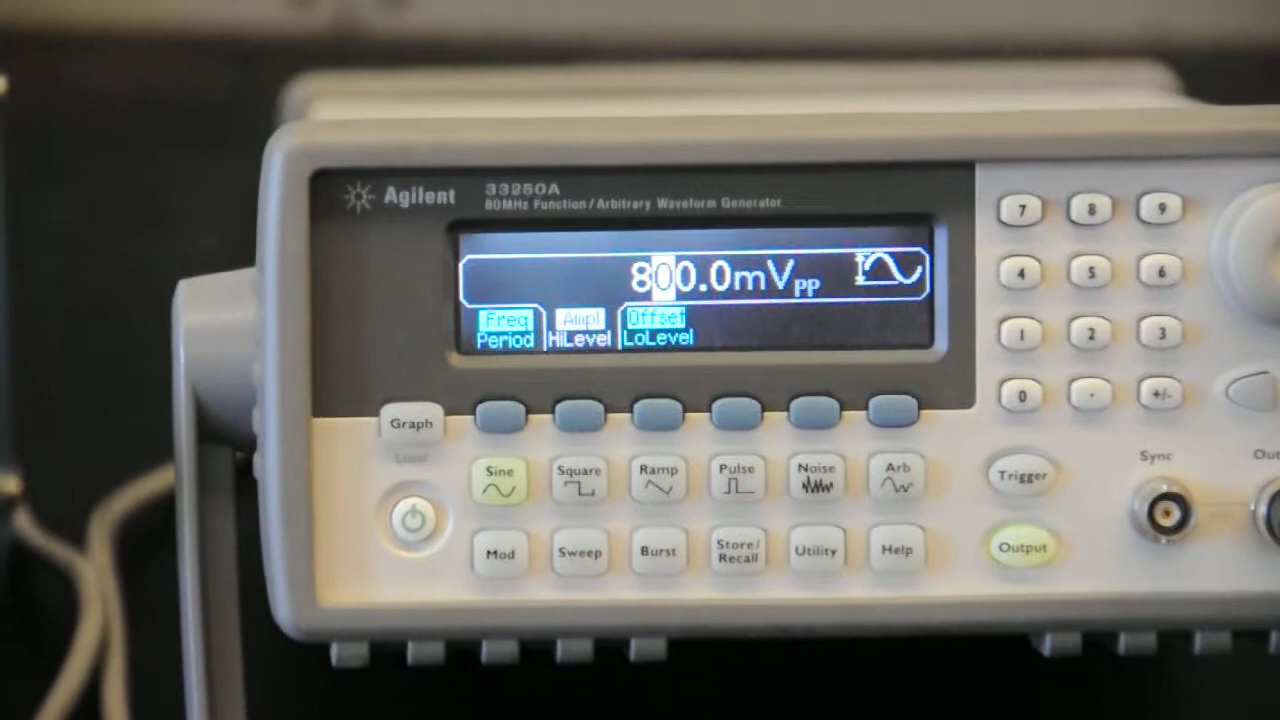 Agilent
33250A
80MHz Function / Arbitrary Waveform Generator
800.0mVpp
Freq Ampl Offset
Period HiLevel LoLevel
7 8 9
4 5 6
1 2 3
0 . +/-
Graph
Local
Sine Square Ramp Pulse Noise Arb
Trigger
Sync
Mod Sweep Burst Store/ Recall Utility Help
Output